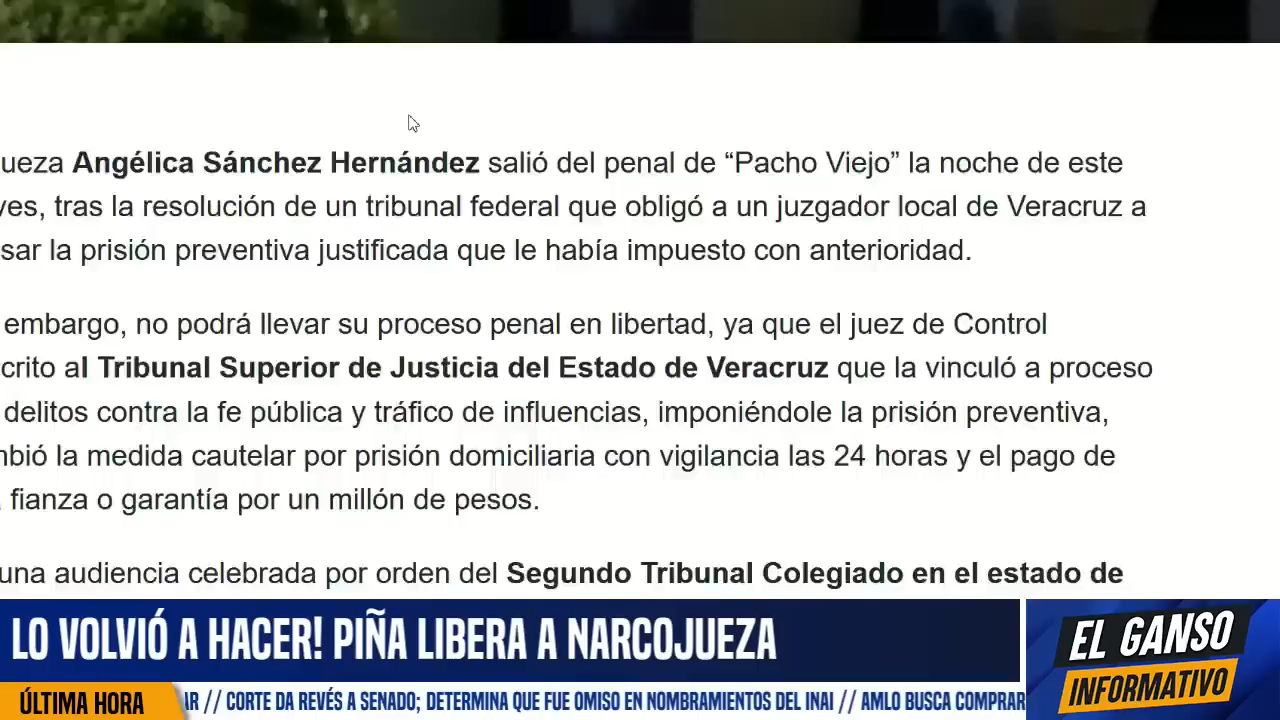 ueza Angélica Sánchez Hernández salió del penal de “Pacho Viejo” la noche de este
ves, tras la resolución de un tribunal federal que obligó a un juzgador local de Veracruz a
sar la prisión preventiva justificada que le había impuesto con anterioridad.
embargo, no podrá llevar su proceso penal en libertad, ya que el juez de Control
crito al Tribunal Superior de Justicia del Estado de Veracruz que la vinculó a proceso
delitos contra la fe pública y tráfico de influencias, imponiéndole la prisión preventiva,
mbió la medida cautelar por prisión domiciliaria con vigilancia las 24 horas y el pago de
fianza o garantía por un millón de pesos.
una audiencia celebrada por orden del Segundo Tribunal Colegiado en el estado de
LO VOLVIÓ A HACER! PIÑA LIBERA A NARCOJUEZA
EL GANSO
INFORMATIVO
ÚLTIMA HORA
AR // CORTE DA REVÉS A SENADO; DETERMINA QUE FUE OMISO EN NOMBRAMIENTOS DEL INAI // AMLO BUSCA COMPRAR